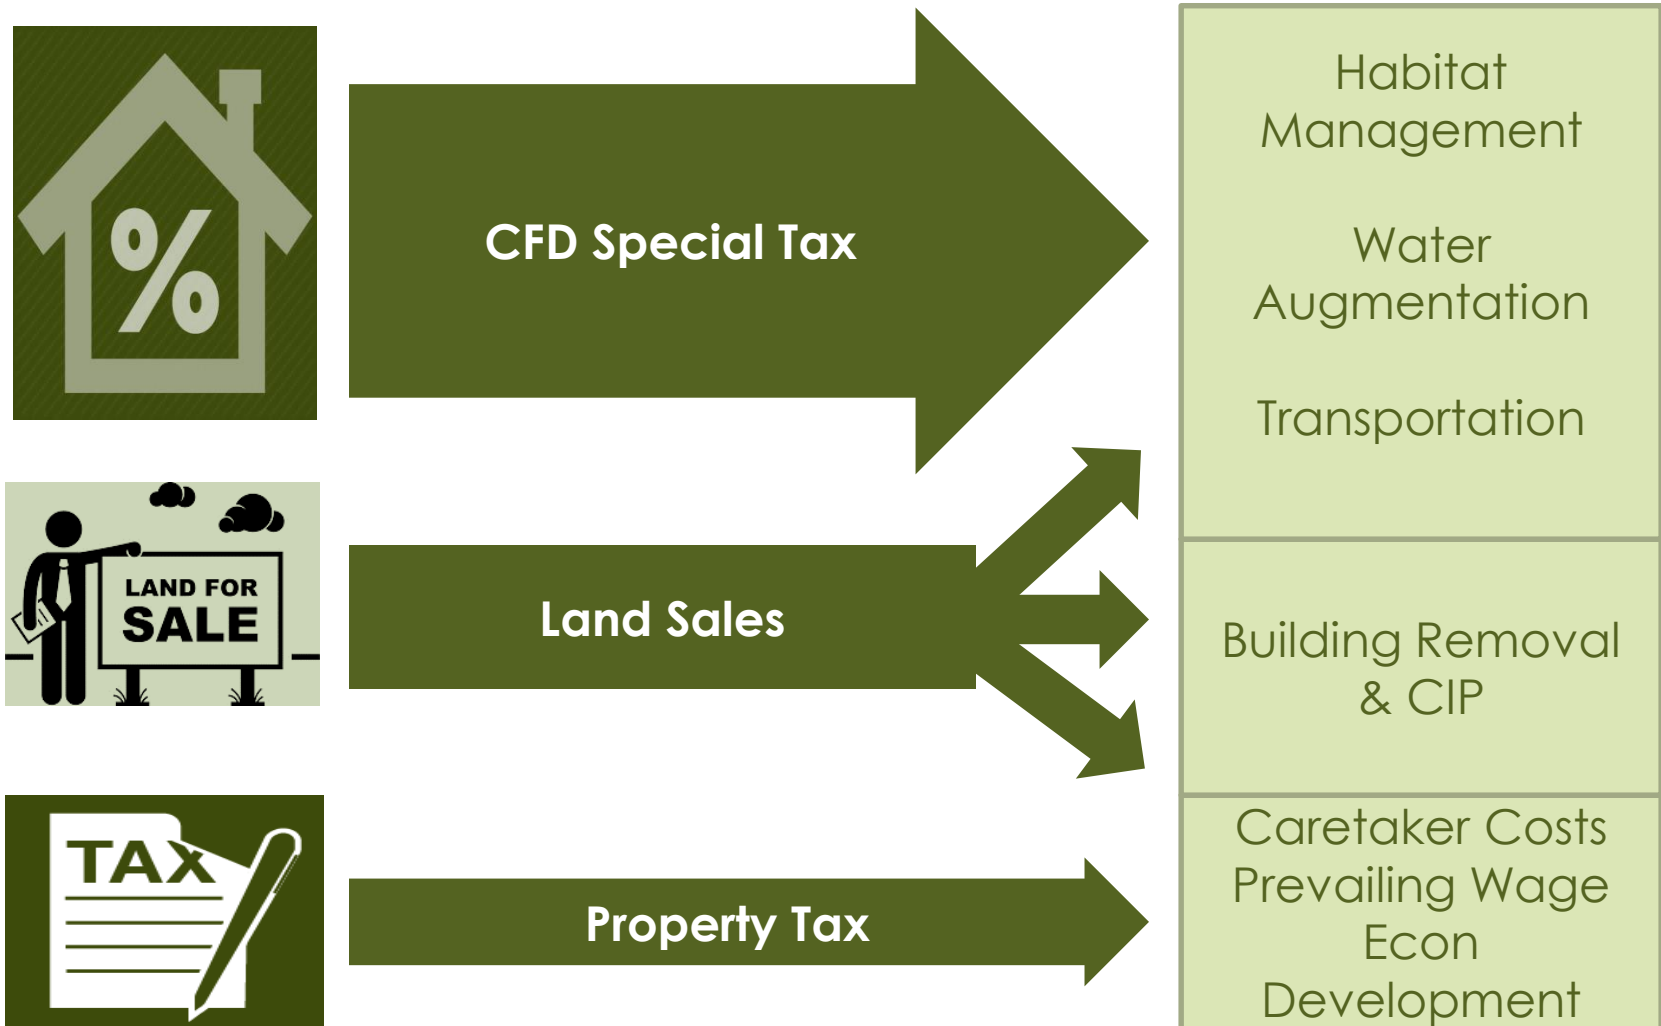 %
CFD Special Tax
Habitat
Management
Water
Augmentation
Transportation
LAND FOR
SALE
Land Sales
Building Removal
& CIP
TAX
Property Tax
Caretaker Costs
Prevailing Wage
Econ
Development